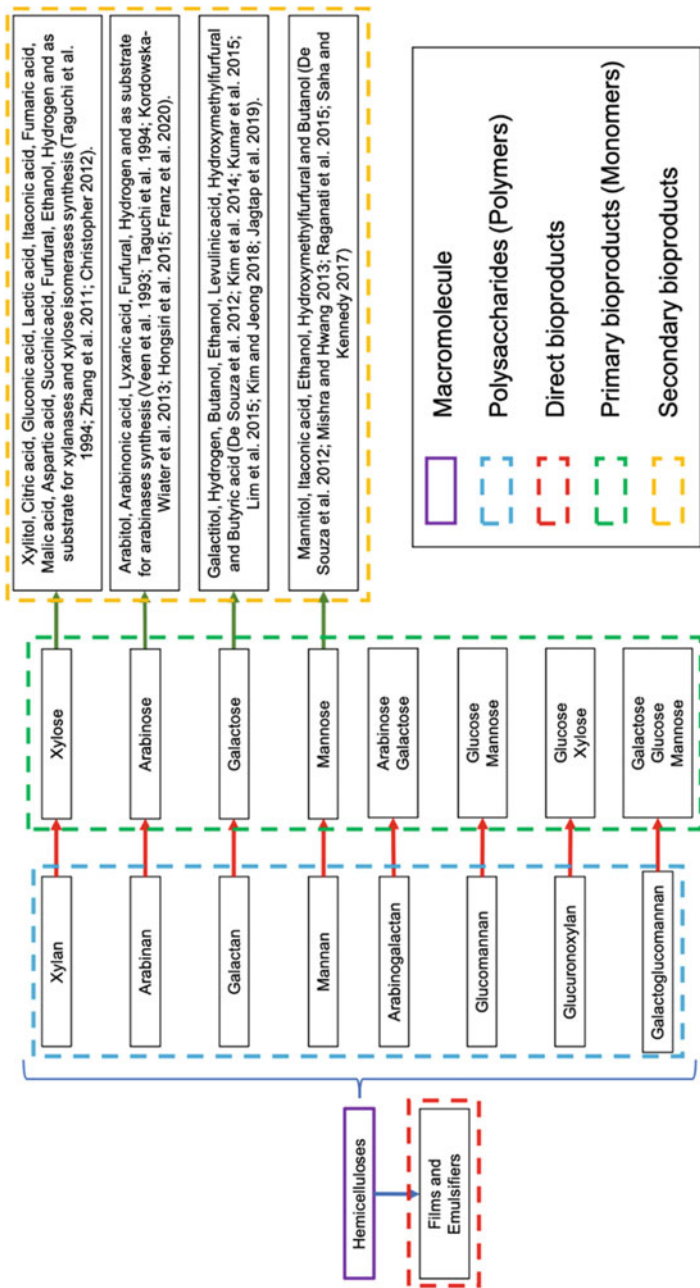 Hemicelluloses
Films and
Emulsifiers
Xylan
Arabinan
Galactan
Mannan
Arabinogalactan
Glucomannan
Glucuronoxylan
Galactoglucomannan
Xylose
Arabinose
Galactose
Mannose
Arabinose
Galactose
Glucose
Mannose
Glucose
Xylose
Galactose
Glucose
Mannose
Xylitol, Citric acid, Gluconic acid, Lactic acid, Itaconic acid, Fumaric acid,
Malic acid, Aspartic acid, Succinic acid, Furfural, Ethanol, Hydrogen and as
substrate for xylanases and xylose isomerases synthesis (Taguchi et al.
1994; Zhang et al. 2011; Christopher 2012).
Arabitol, Arabinonic acid, Lyxaric acid, Furfural, Hydrogen and as substrate
for arabinases synthesis (Veen et al. 1993; Taguchi et al. 1994; Kordowska-
Wiater et al. 2013; Hongsiri et al. 2015; Franz et al. 2020).
Galactitol, Hydrogen, Butanol, Ethanol, Levulinic acid, Hydroxymethylfurfural
and Butyric acid (De Souza et al. 2012; Kim et al. 2014; Kumar et al. 2015;
Lim et al. 2015; Kim and Jeong 2018; Jagtap et al. 2019).
Mannitol, Itaconic acid, Ethanol, Hydroxymethylfurfural and Butanol (De
Souza et al. 2012; Mishra and Hwang 2013; Raganati et al. 2015; Saha and
Kennedy 2017)
Macromolecule
Polysaccharides (Polymers)
Direct bioproducts
Primary bioproducts (Monomers)
Secondary bioproducts